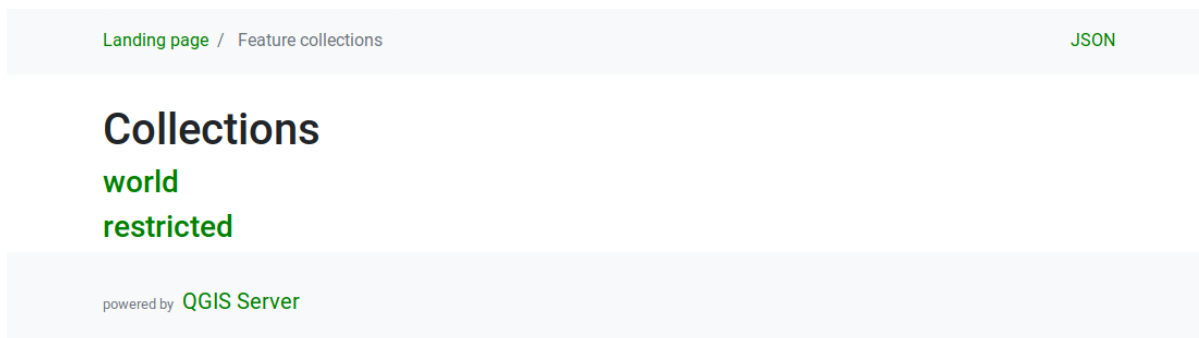 Landing page / Feature collections JSON
Collections
world
restricted
powered by QGIS Server